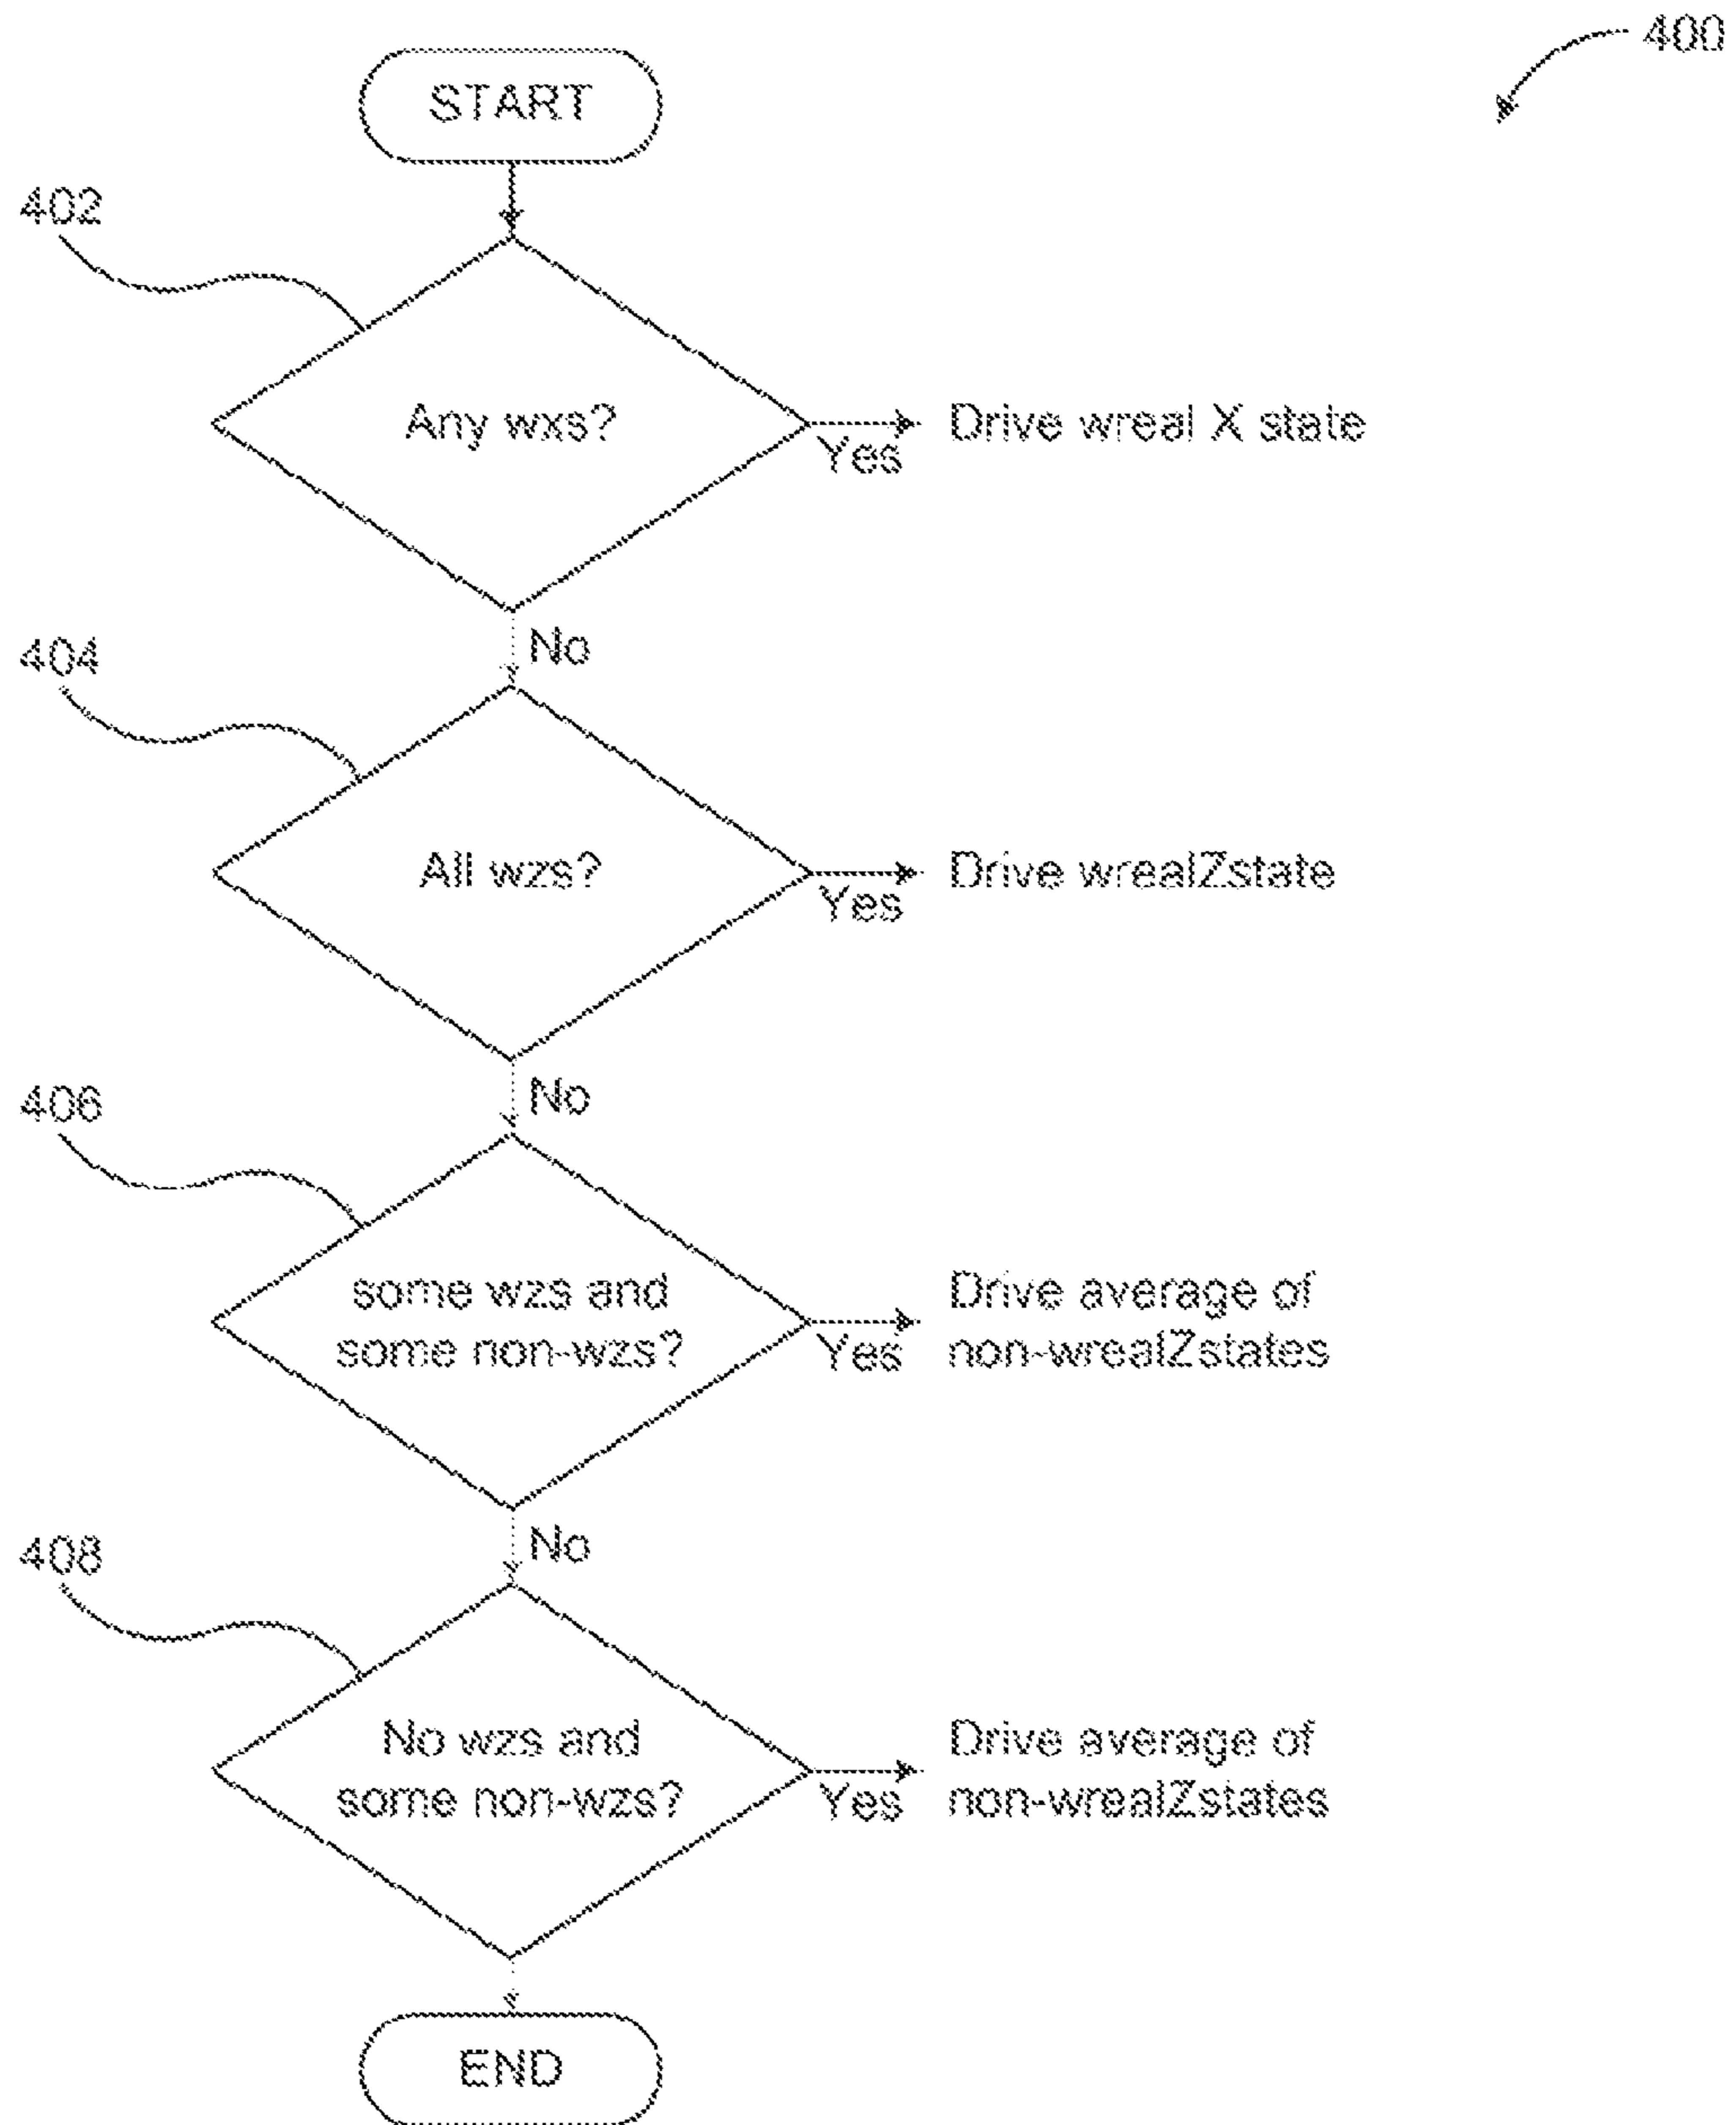 400
START
402
Any wxs?
Yes
Drive wreal X state
No
404
All wzs?
Yes
Drive wrealZstate
No
406
some wzs and
some non-wzs?
Yes
Drive average of
non-wrealZstates
No
408
No wzs and
some non-wzs?
Yes
Drive average of
non-wrealZstates
END